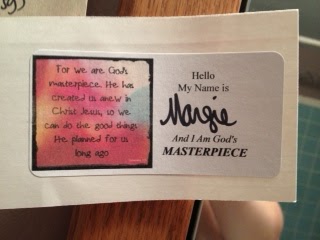 For we are God's
masterpiece. He has
created us anew in
Christ Jesus, so we
can do the good things
He planned for us
long ago
Hello
My Name is
Margie
And I Am God's
MASTERPIECE